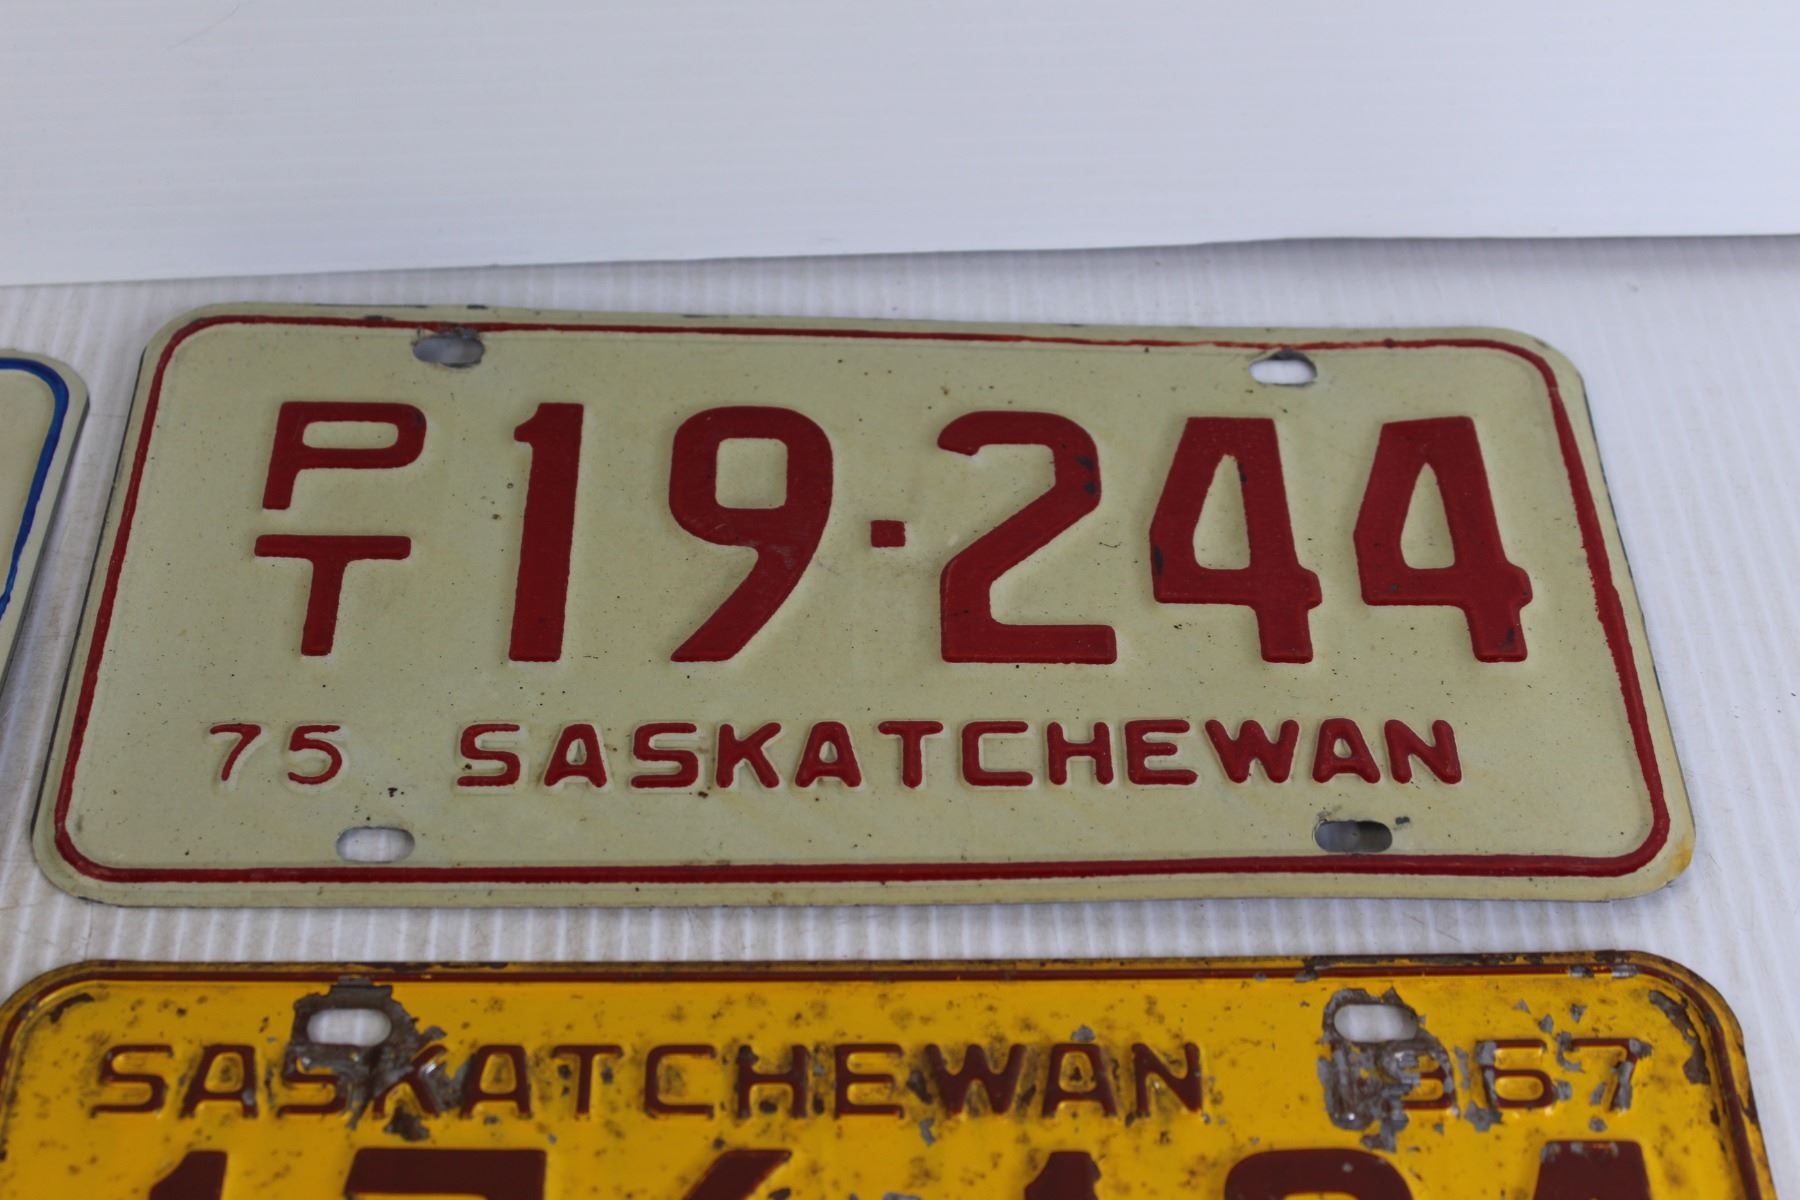 PT 19·244
75 SASKATCHEWAN
SASKATCHEWAN 1967